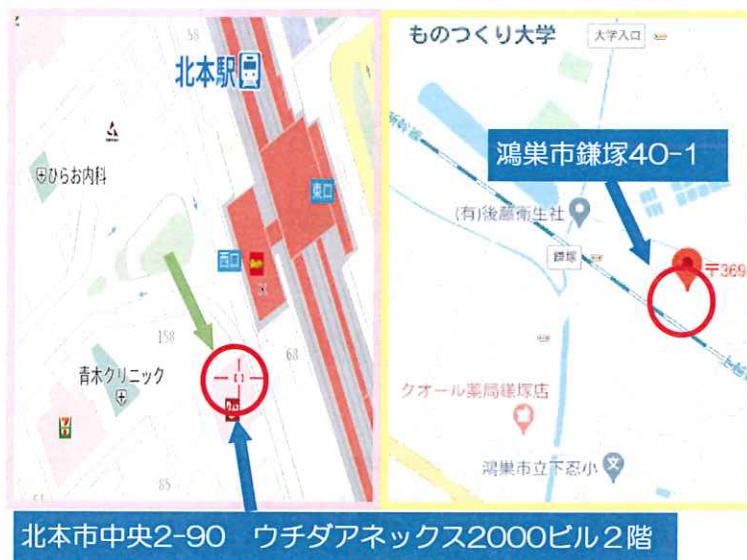 58
北本駅
ひらお内科
東口
西口
158
68
青木クリニック
85
北本市中央2-90 ウチダアネックス2000ビル2階
ものつくり大学
大学入口
鴻巣市鎌塚40-1
(有)後藤衛生社
鎌塚
〒369
クオール薬局鎌塚店
鴻巣市立下忍小
文